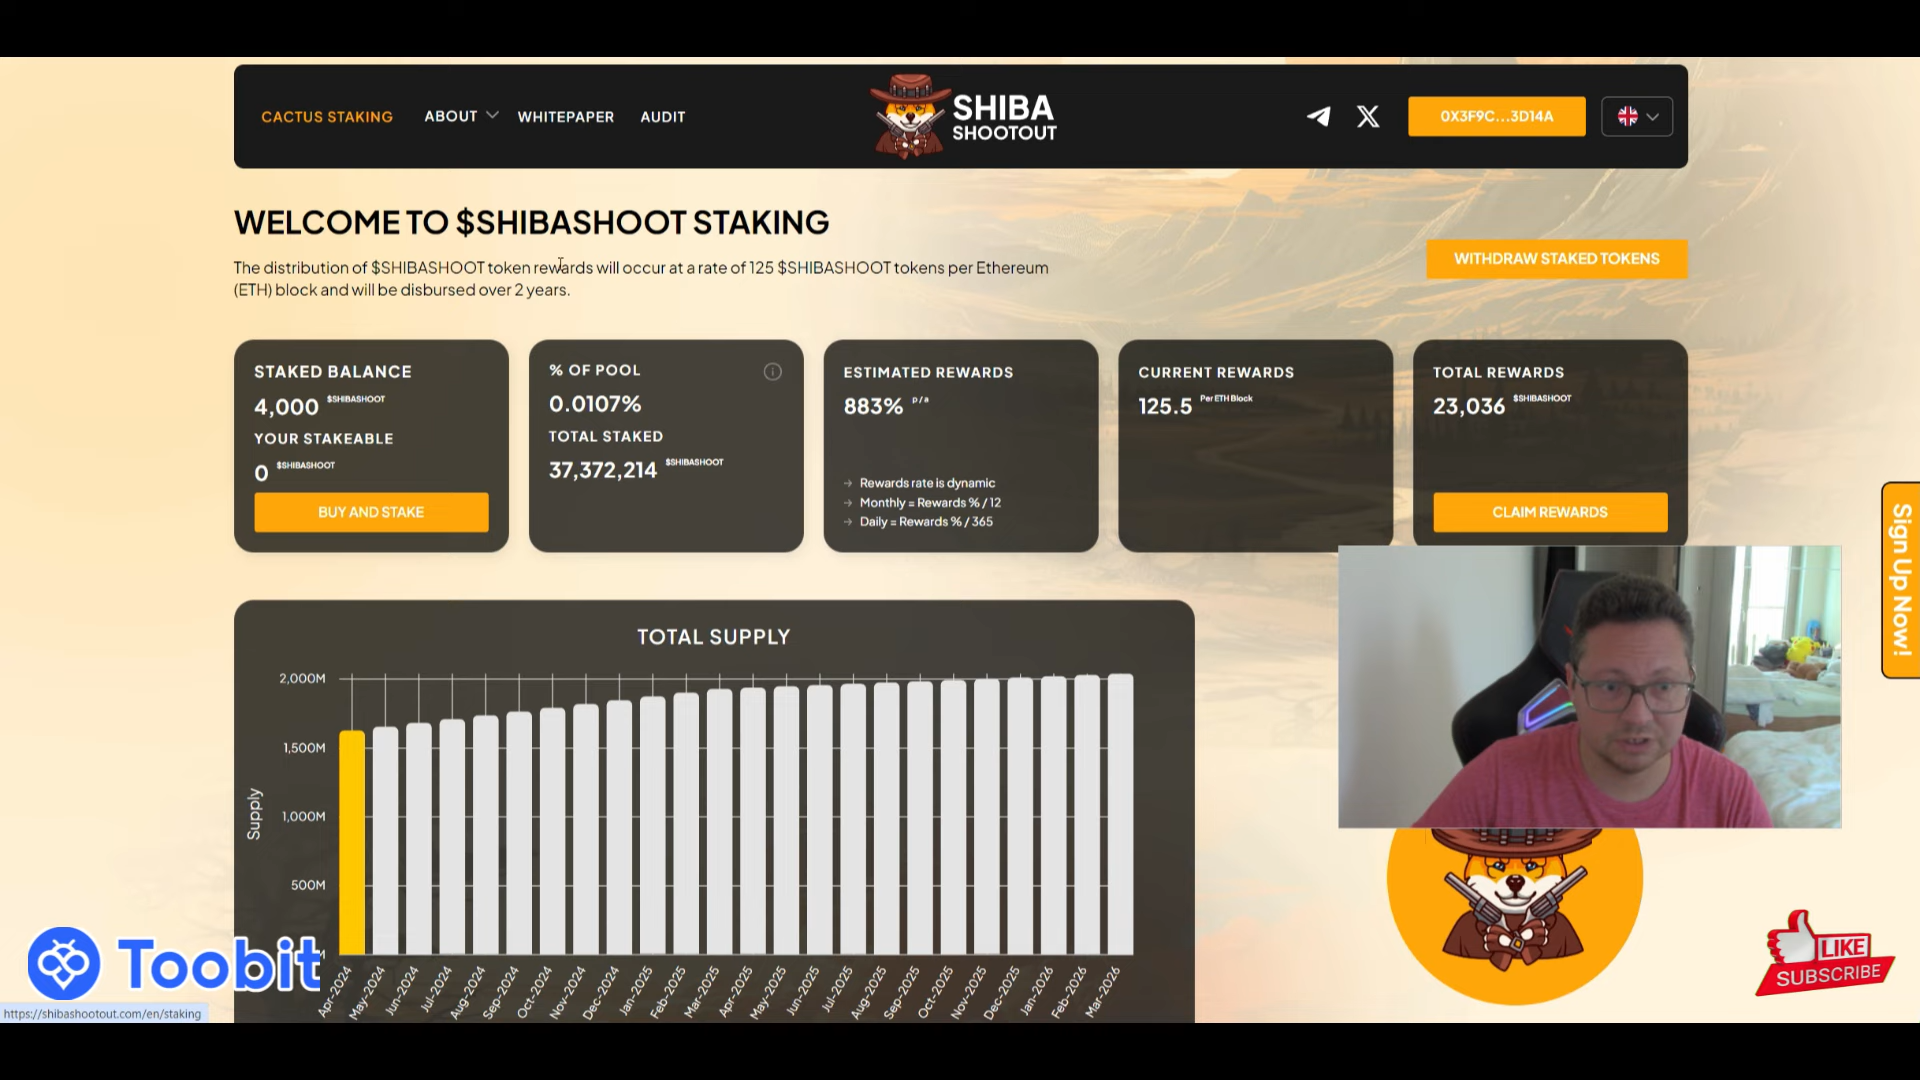 CACTUS STAKING
ABOUT
WHITEPAPER
AUDIT
SHIBA
SHOOTOUT
0X3F9C...3D14A
WELCOME TO $SHIBASHOOT STAKING
The distribution of $SHIBASHOOT token rewards will occur at a rate of 125 $SHIBASHOOT tokens per Ethereum
(ETH) block and will be disbursed over 2 years.
WITHDRAW STAKED TOKENS
STAKED BALANCE
4,000 $SHIBASHOOT
YOUR STAKEABLE
0 $SHIBASHOOT
BUY AND STAKE
% OF POOL
0.0107%
TOTAL STAKED
37,372,214 $SHIBASHOOT
ESTIMATED REWARDS
883% p/a
→ Rewards rate is dynamic
→ Monthly = Rewards % / 12
→ Daily = Rewards % / 365
CURRENT REWARDS
125.5 Per ETH Block
TOTAL REWARDS
23,036 $SHIBASHOOT
CLAIM REWARDS
Sign Up Now!
TOTAL SUPPLY
2,000M
1,500M
1,000M
500M
Supply
Apr-2024
May-2024
Jun-2024
Jul-2024
Aug-2024
Sep-2024
Oct-2024
Nov-2024
Dec-2024
Jan-2025
Feb-2025
Mar-2025
Apr-2025
May-2025
Jun-2025
Jul-2025
Aug-2025
Sep-2025
Oct-2025
Nov-2025
Dec-2025
Jan-2026
Feb-2026
Mar-2026
Toobit
https://shibashootout.com/en/staking
LIKE
SUBSCRIBE